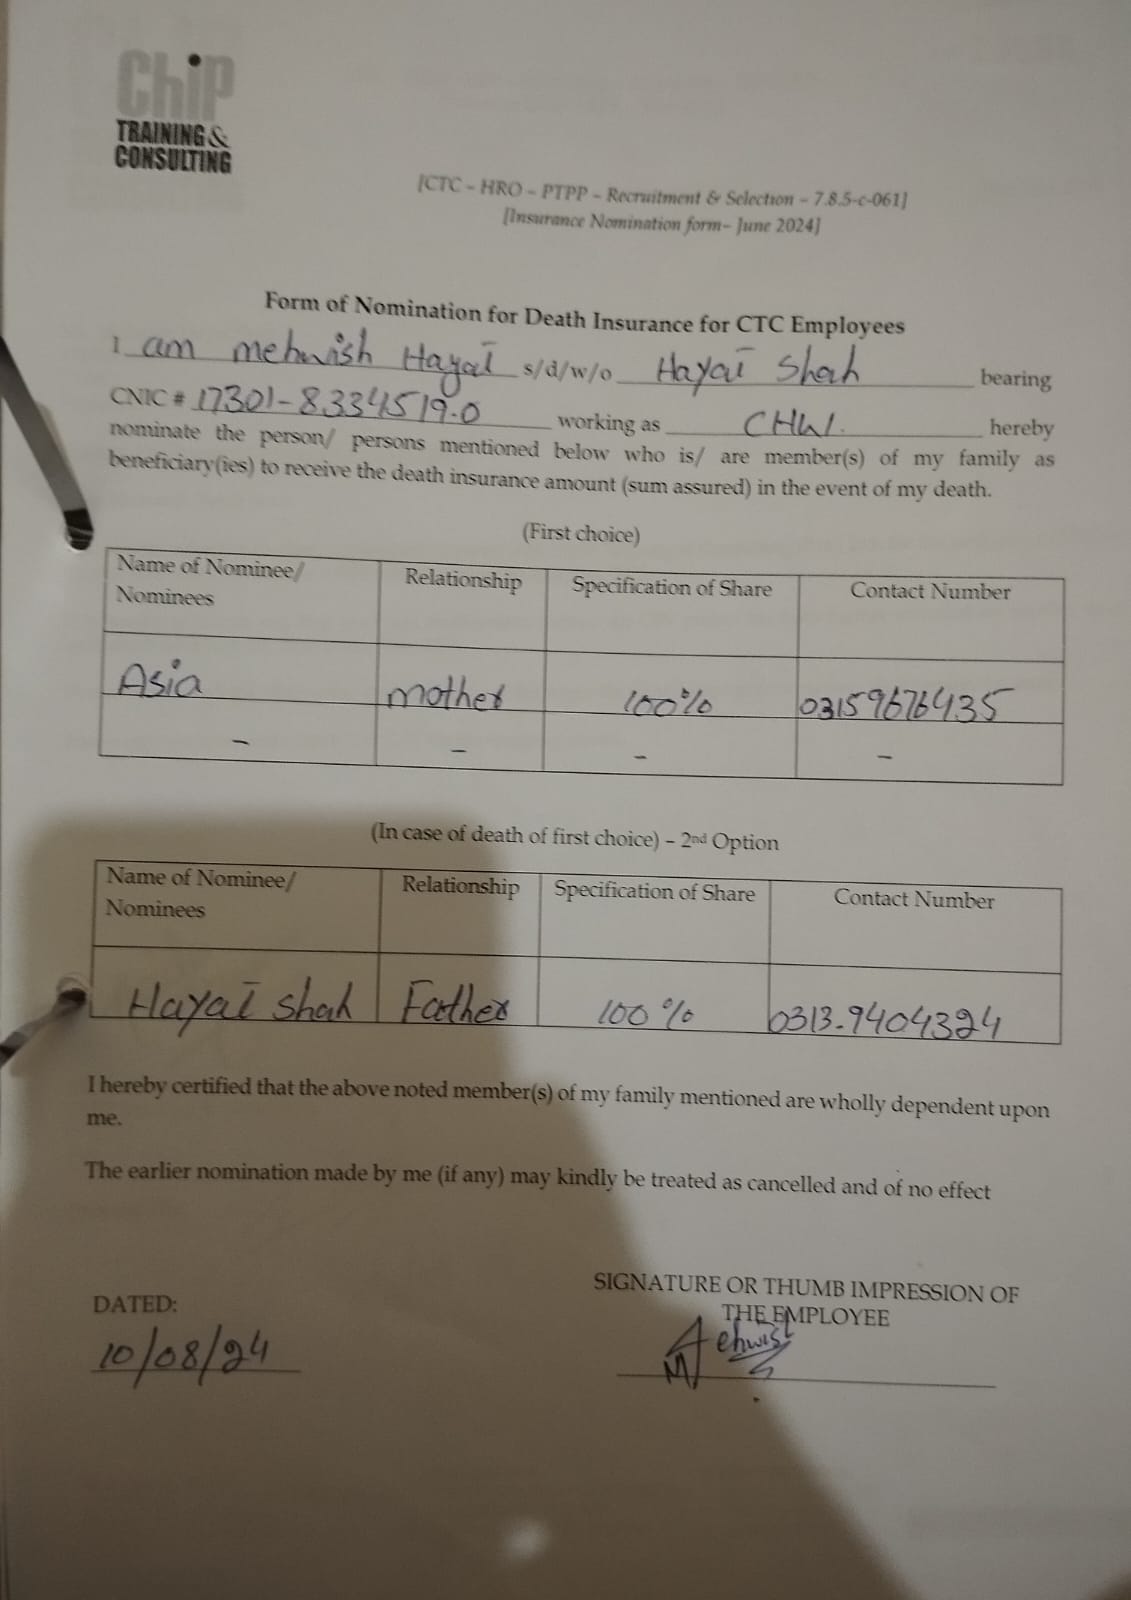 ChiP
TRAINING &
CONSULTING
[CTC – HRO – PTPP – Recruitment & Selection – 7.8.5-c-061]
[Insurance Nomination form– June 2024]
Form of Nomination for Death Insurance for CTC Employees
I am mehwish Hayat s/d/w/o Hayat Shah bearing
CNIC # 17301-8334519-0 working as CHW. hereby
nominate the person/ persons mentioned below who is/ are member(s) of my family as
beneficiary(ies) to receive the death insurance amount (sum assured) in the event of my death.
(First choice)
Name of Nominee/ Relationship Specification of Share Contact Number
Nominees
Asia mother 100% 03159676435
- - - -
(In case of death of first choice) – 2nd Option
Name of Nominee/ Relationship Specification of Share Contact Number
Nominees
Hayat Shah Father 100% 0313-9404324
I hereby certified that the above noted member(s) of my family mentioned are wholly dependent upon
me.
The earlier nomination made by me (if any) may kindly be treated as cancelled and of no effect
SIGNATURE OR THUMB IMPRESSION OF
DATED: THE EMPLOYEE
10/08/24 Mehwish